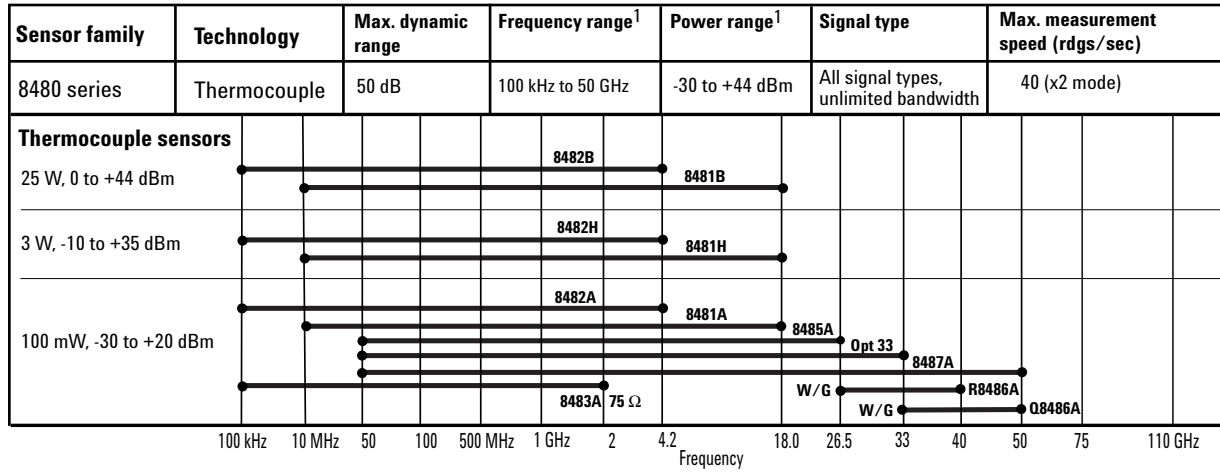 Sensor family
Technology
Max. dynamic
range
Frequency range1
Power range1
Signal type
Max. measurement
speed (rdgs/sec)
8480 series
Thermocouple
50 dB
100 kHz to 50 GHz
-30 to +44 dBm
All signal types,
unlimited bandwidth
40 (x2 mode)
Thermocouple sensors
25 W, 0 to +44 dBm
8482B
8481B
3 W, -10 to +35 dBm
8482H
8481H
100 mW, -30 to +20 dBm
8482A
8481A
8485A
Opt 33
8487A
8483A 75 Ω
W/G
R8486A
W/G
Q8486A
100 kHz 10 MHz 50 100 500 MHz 1 GHz 2 4.2 18.0 26.5 33 40 50 75 110 GHz
Frequency